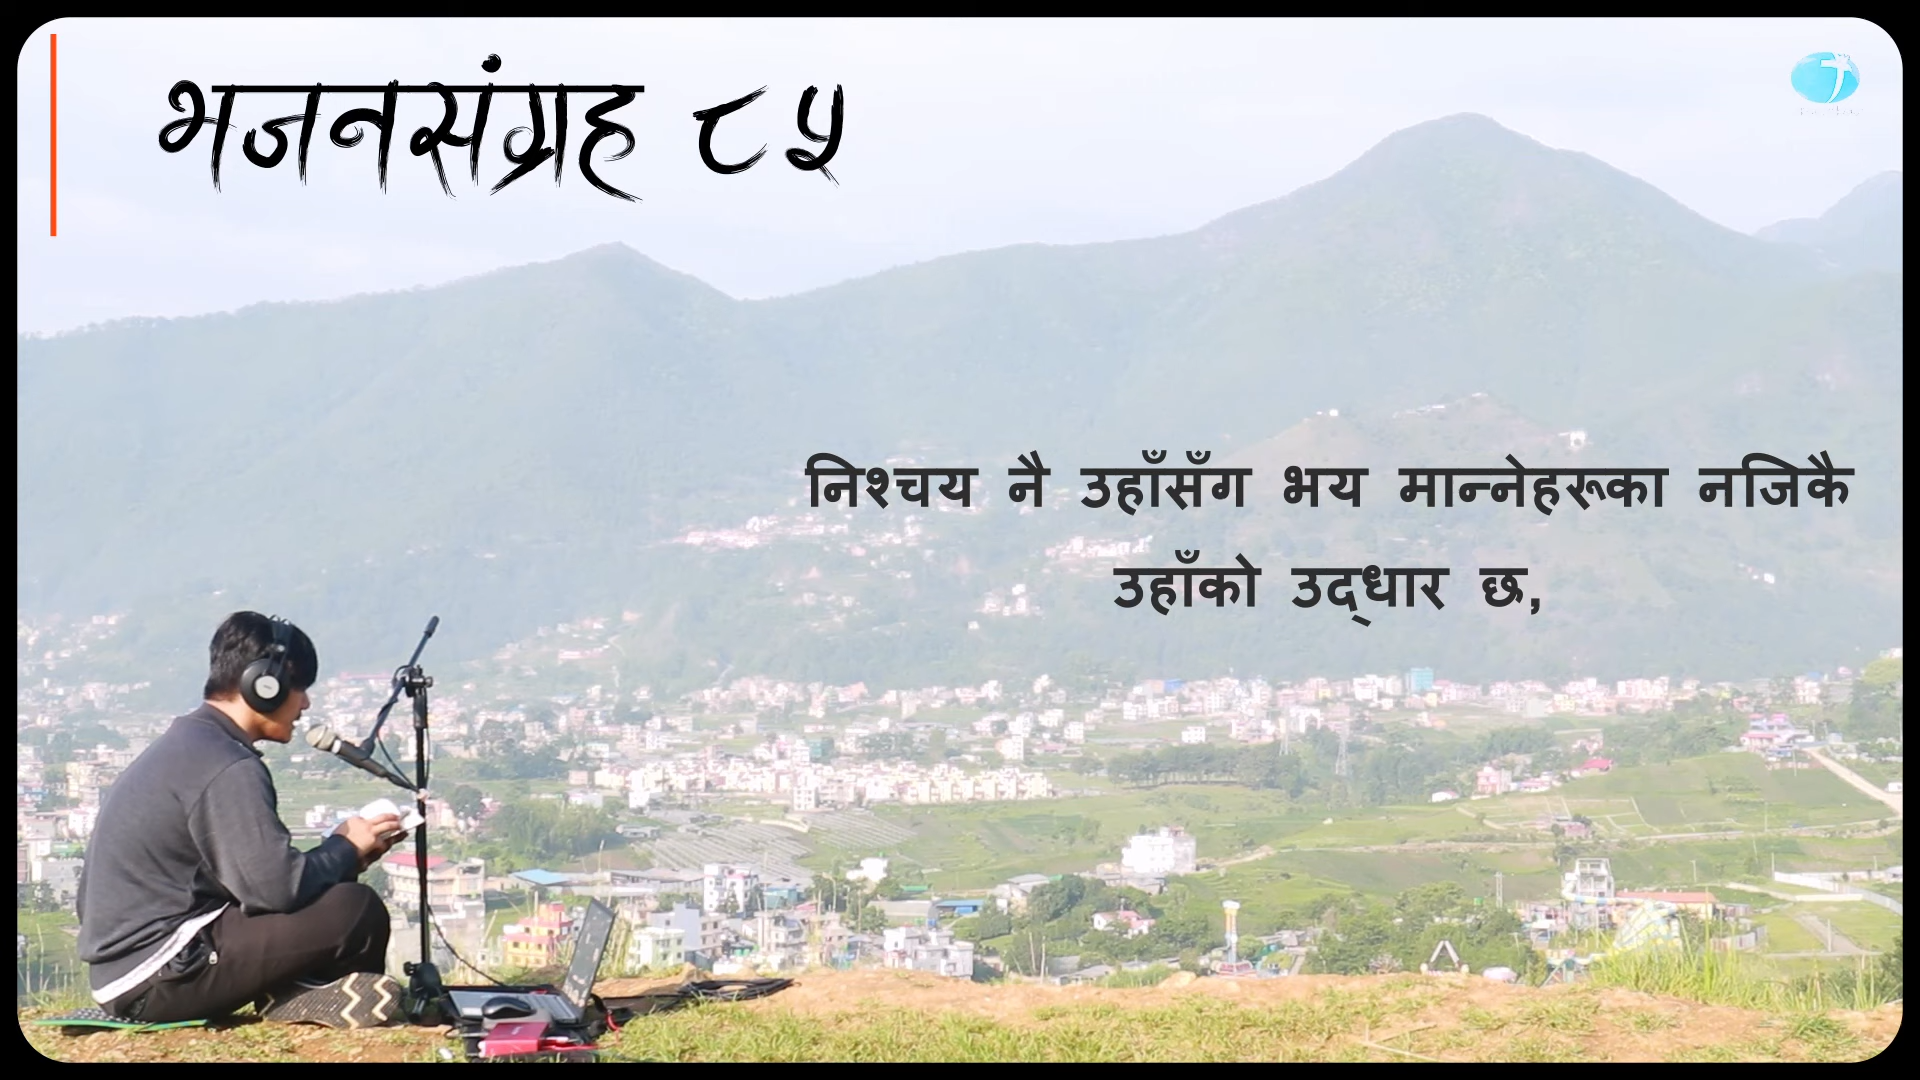 भजनसंग्रह ८५
निश्चय नै उहाँसँग भय मान्नेहरूका नजिकै
उहाँको उद्‌धार छ,